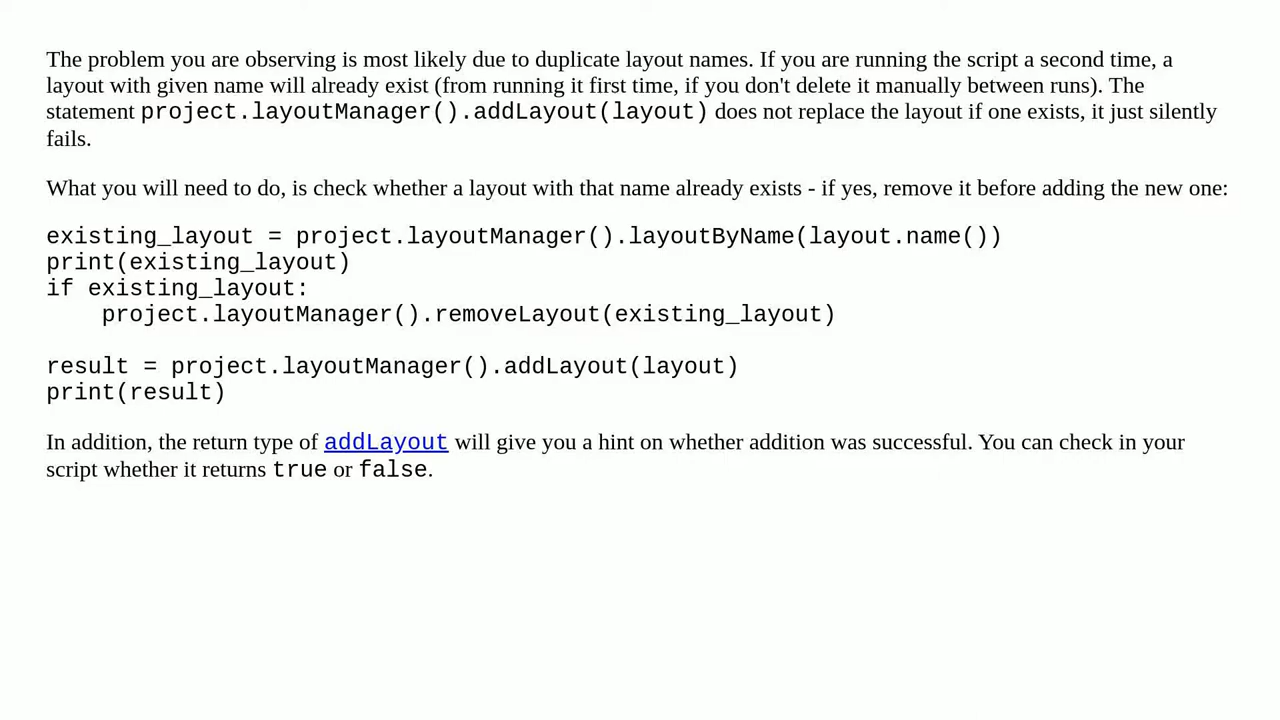 The problem you are observing is most likely due to duplicate layout names. If you are running the script a second time, a
layout with given name will already exist (from running it first time, if you don't delete it manually between runs). The
statement project.layoutManager().addLayout(layout) does not replace the layout if one exists, it just silently
fails.
What you will need to do, is check whether a layout with that name already exists - if yes, remove it before adding the new one:
existing_layout = project.layoutManager().layoutByName(layout.name())
print(existing_layout)
if existing_layout:
    project.layoutManager().removeLayout(existing_layout)
result = project.layoutManager().addLayout(layout)
print(result)
In addition, the return type of addLayout will give you a hint on whether addition was successful. You can check in your
script whether it returns true or false.